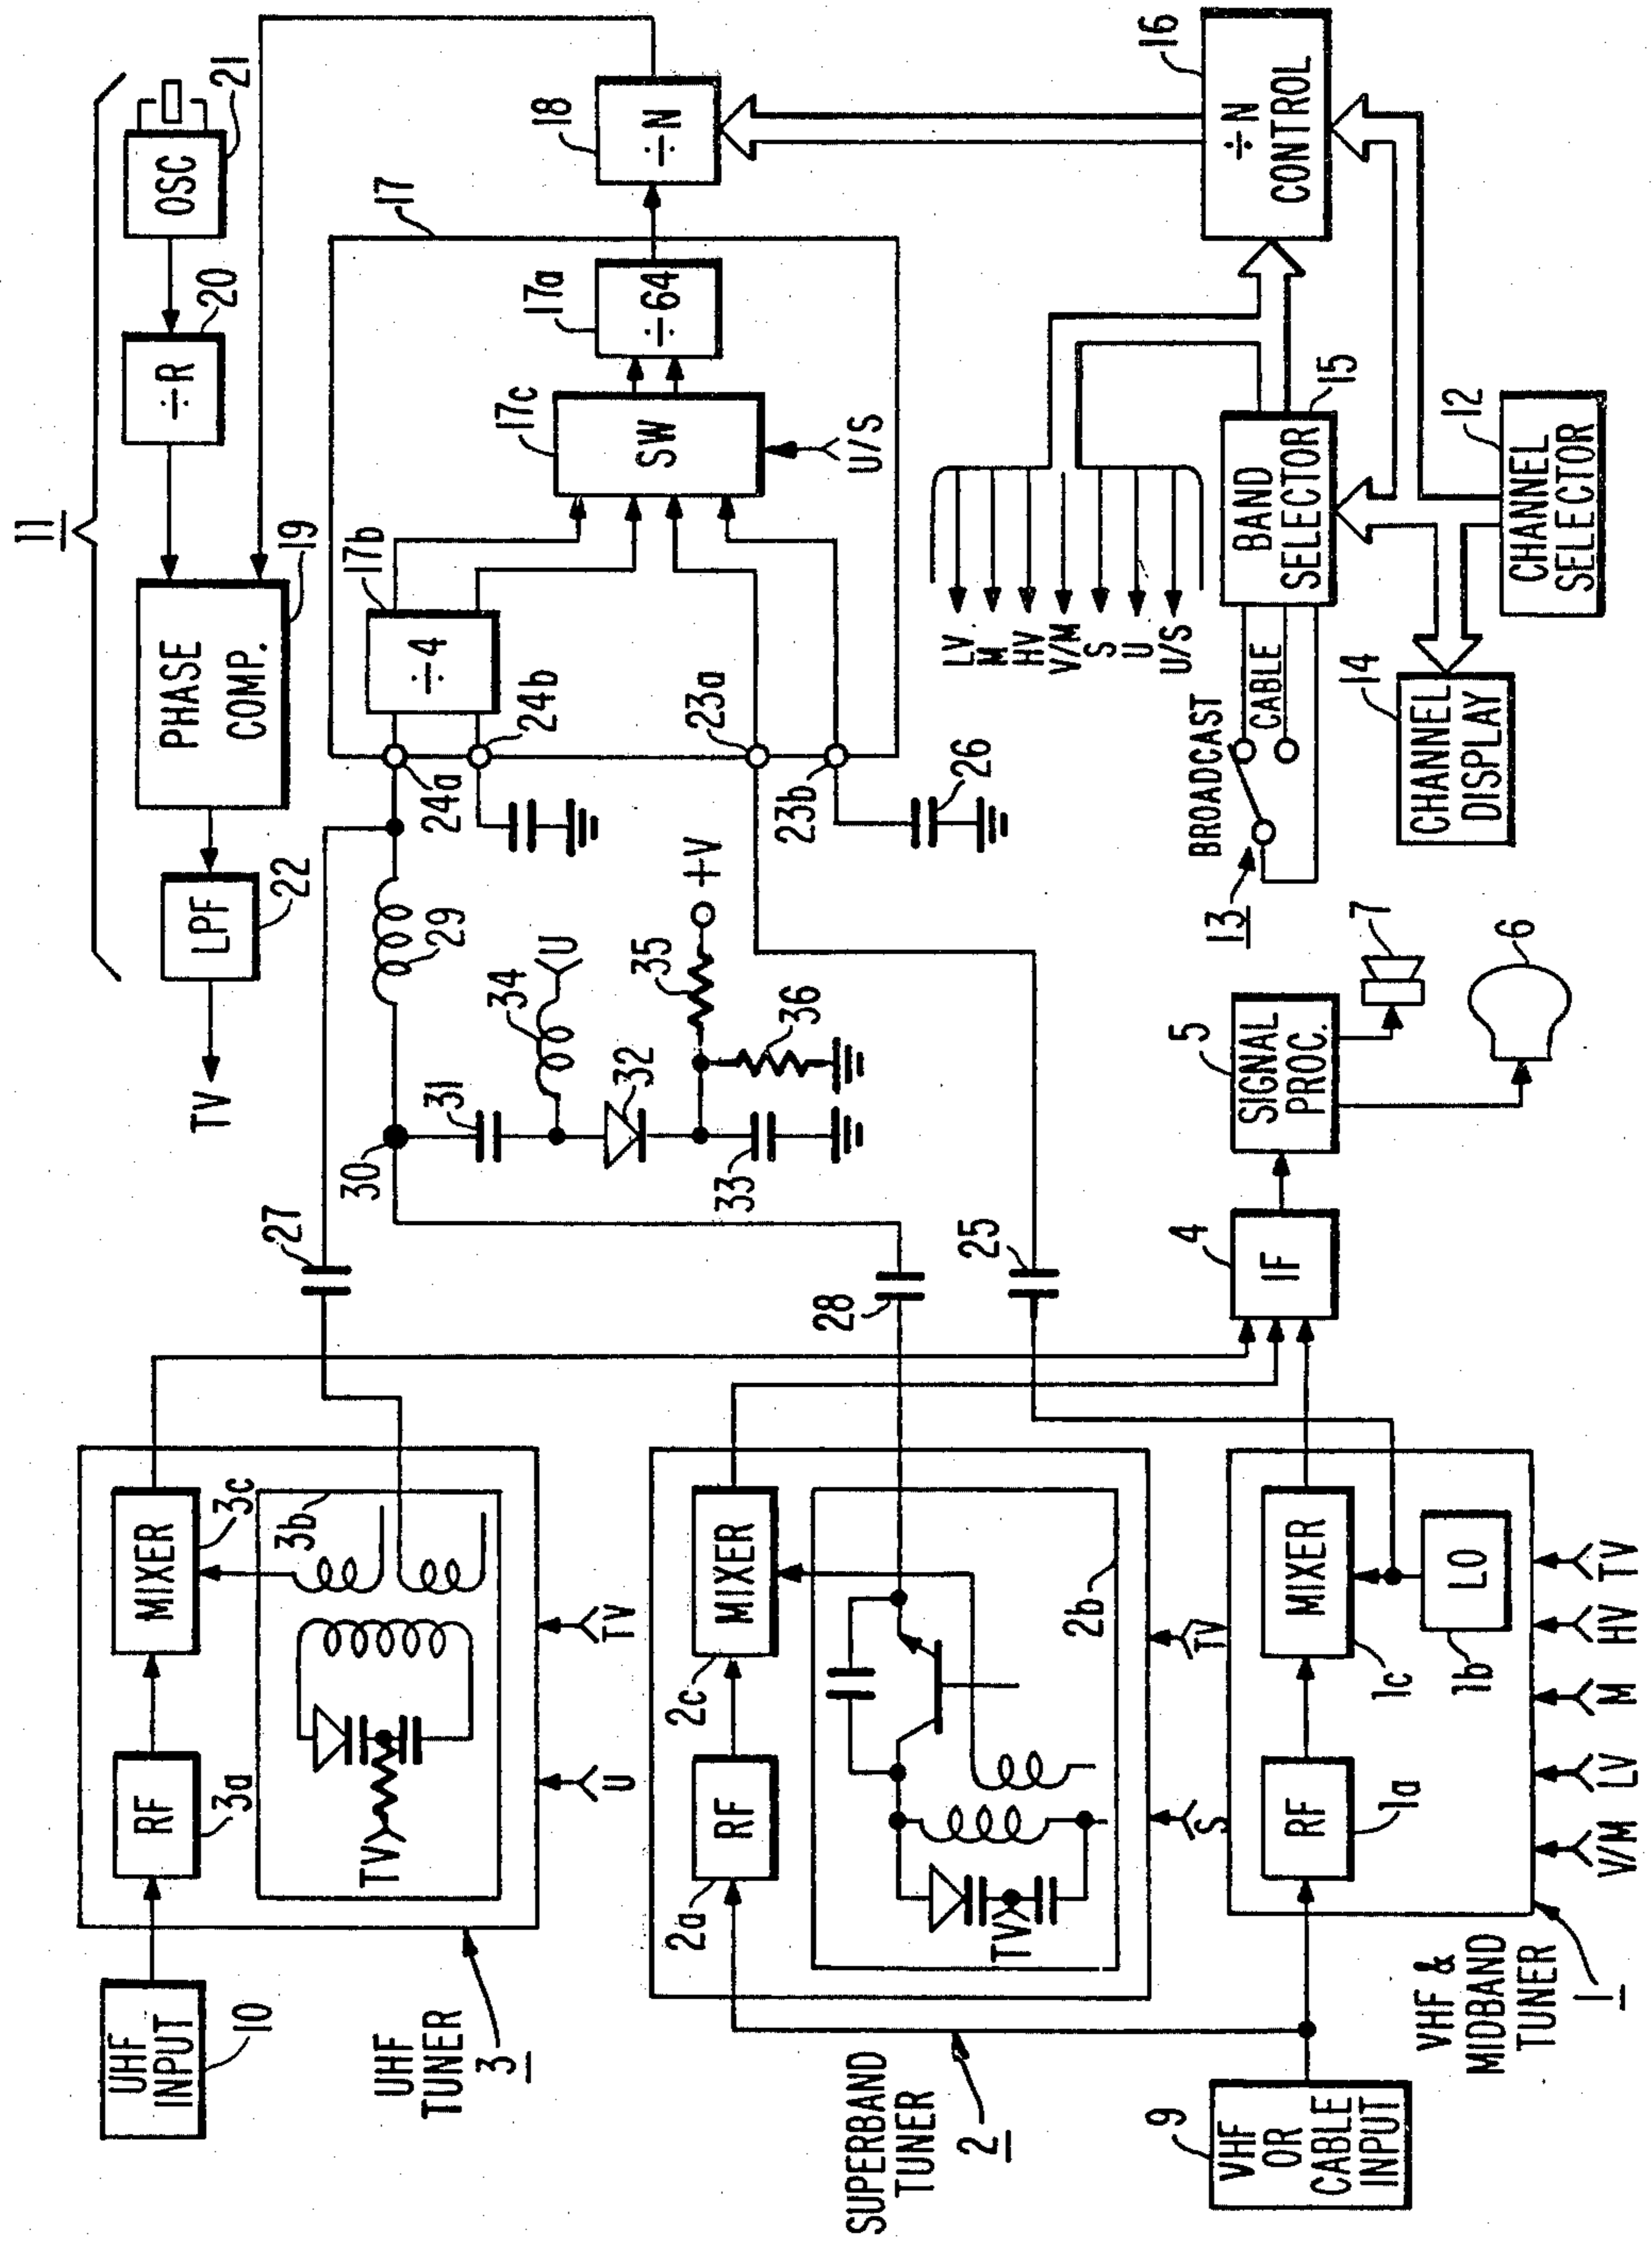 UHF
INPUT
10
UHF
TUNER
3
RF
3a
MIXER
3c
3b
TV
U
TV
SUPERBAND
TUNER
2
RF
2a
MIXER
2c
2b
TV
S
TV
9
VHF
OR
CABLE
INPUT
VHF &
MIDBAND
TUNER
1
RF
1a
MIXER
1c
LO
1b
V/M
LV
M
HV
TV
27
28
25
30
31
32
33
34
U
35
36
+V
29
24a
24b
23a
23b
26
4
IF
5
SIGNAL
PROC.
7
6
11
TV
LPF
22
PHASE
COMP.
19
÷R
20
OSC
21
17
÷4
17b
SW
17c
U/S
÷64
17a
÷N
18
LV
M
HV
V/M
S
U
U/S
BROADCAST
CABLE
13
BAND
SELECTOR
15
÷N
CONTROL
16
14
CHANNEL
DISPLAY
12
CHANNEL
SELECTOR